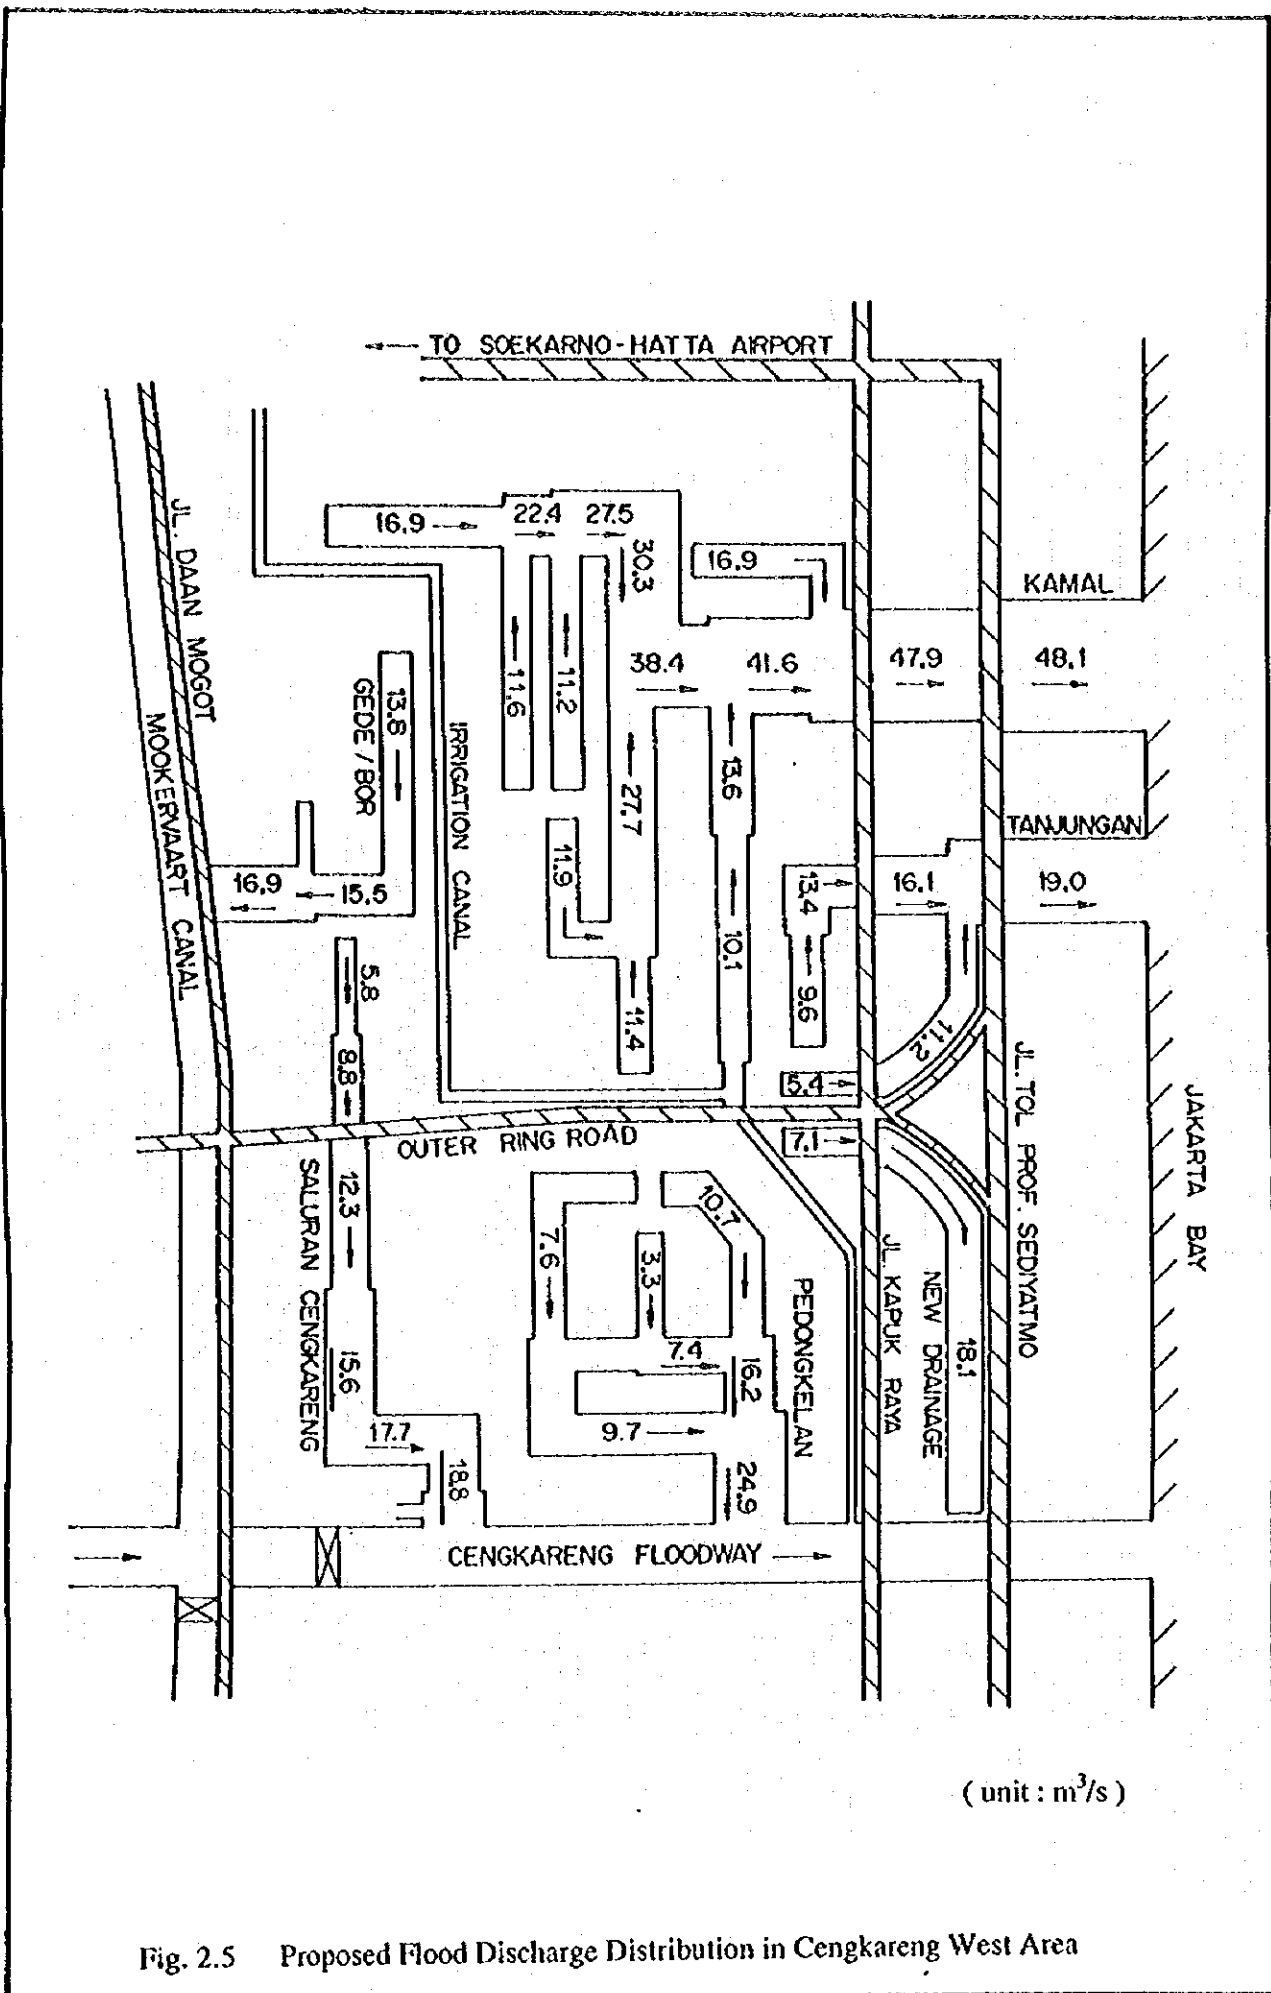 TO SOEKARNO-HATTA AIRPORT
JL. DAAN MOGOT
MOOKERVAART CANAL
16.9
22.4
27.5
30.3
16.9
KAMAL
11.6
11.2
38.4
41.6
47.9
48.1
13.8
GEDE / BOR
IRRIGATION CANAL
27.7
13.6
TANJUNGAN
16.9
15.5
11.9
10.1
13.4
16.1
19.0
5.8
11.4
9.6
11.2
8.8
5.4
OUTER RING ROAD
7.1
JL. TOL PROF. SEDIYATMO
JAKARTA BAY
SALURAN CENGKARENG
12.3
7.6
3.3
10.7
PEDONGKELAN
JL. KAPUK RAYA
NEW DRAINAGE
18.1
15.6
7.4
16.2
17.7
9.7
18.8
24.9
CENGKARENG FLOODWAY
( unit : m³/s )
Fig. 2.5 Proposed Flood Discharge Distribution in Cengkareng West Area